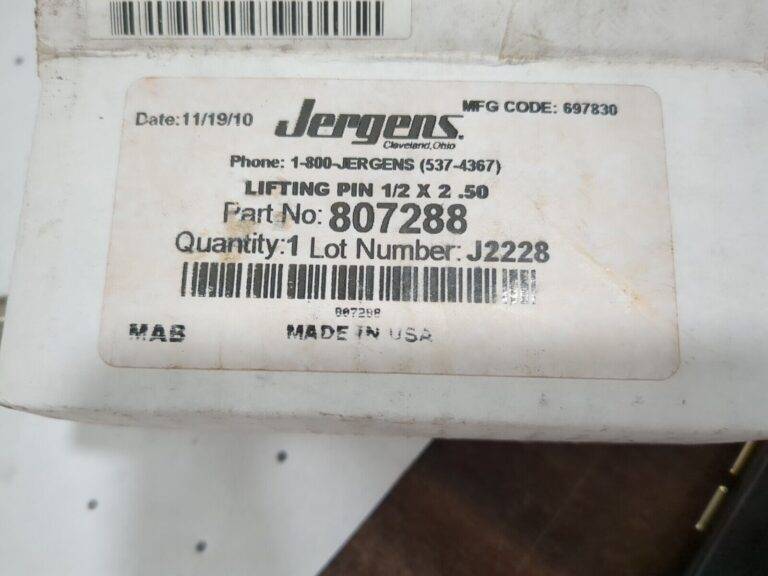 Date:11/19/10
Jergens.
Cleveland, Ohio
MFG CODE: 697830
Phone: 1-800-JERGENS (537-4367)
LIFTING PIN 1/2 X 2 .50
Part No: 807288
Quantity:1 Lot Number: J2228
807288
MAB MADE IN USA